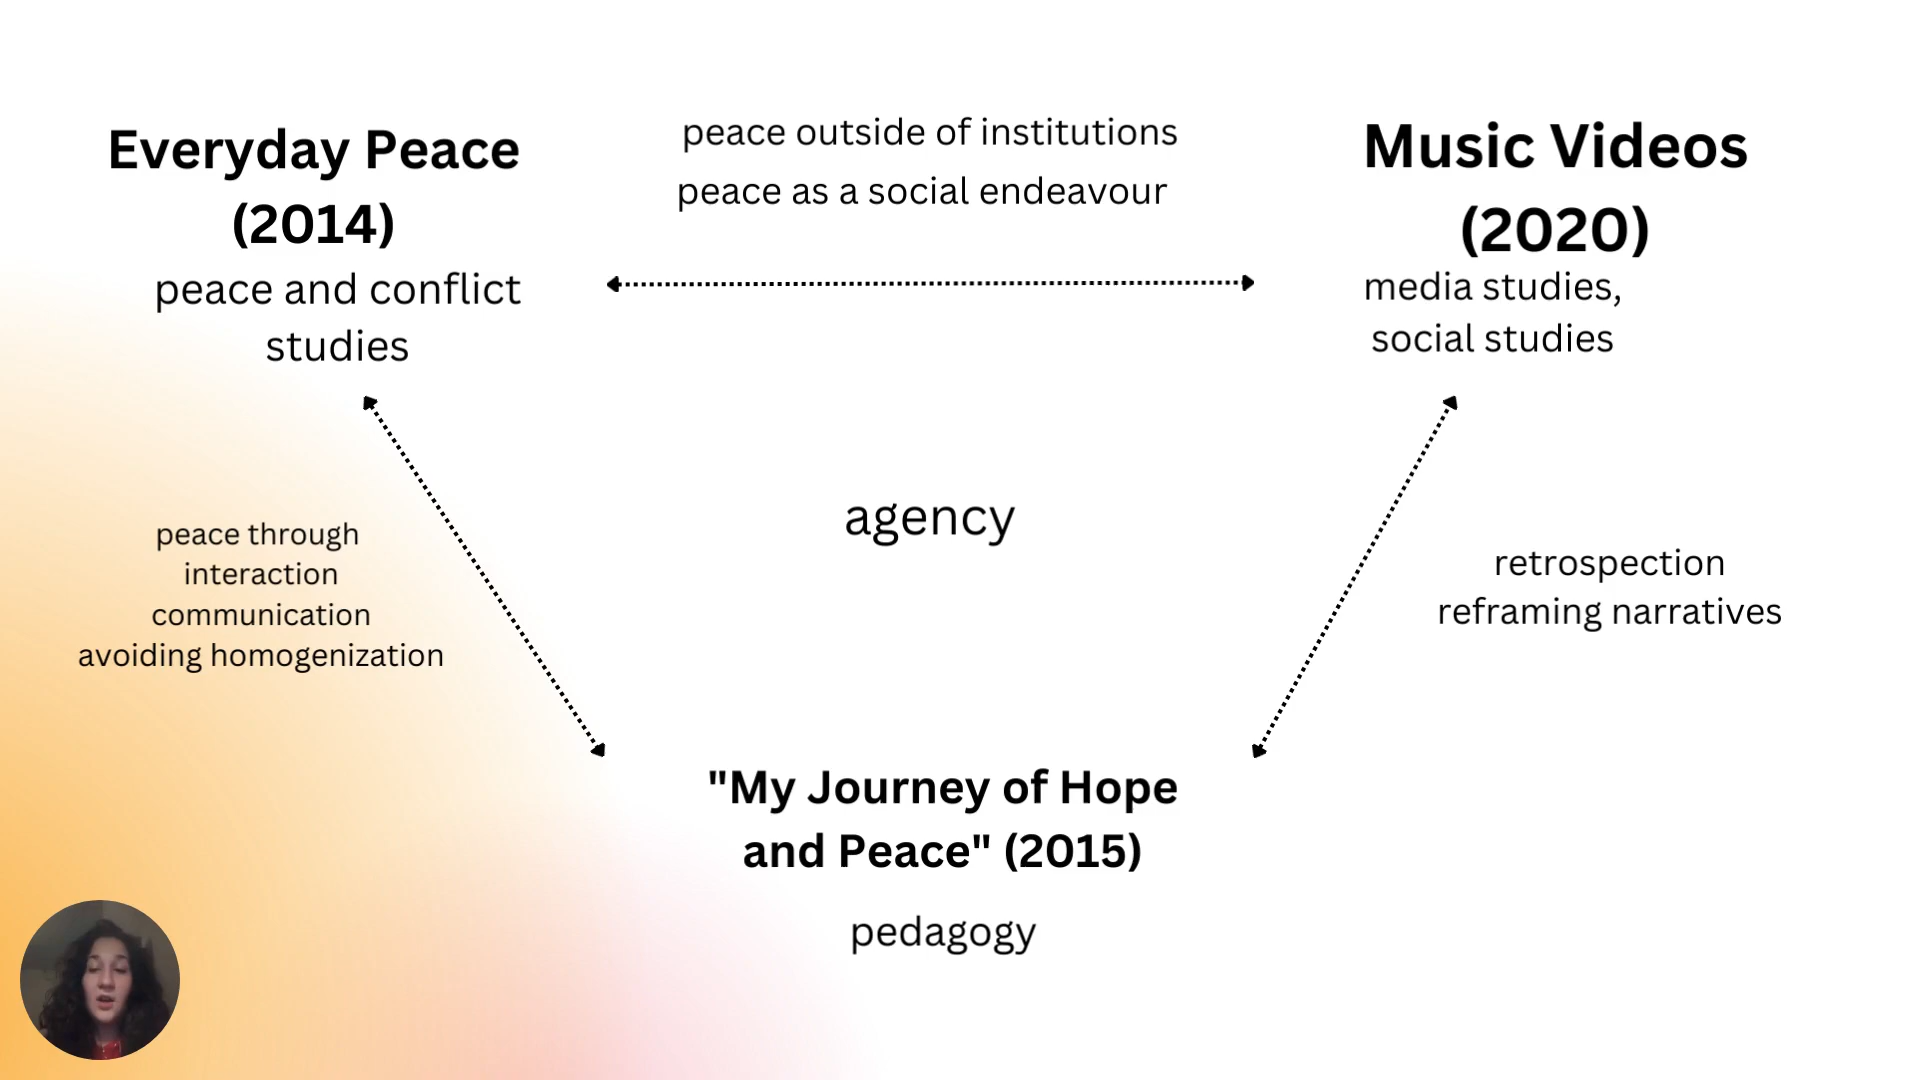 Everyday Peace
(2014)
peace and conflict
studies
peace outside of institutions
peace as a social endeavour
Music Videos
(2020)
media studies,
social studies
agency
peace through
interaction
communication
avoiding homogenization
retrospection
reframing narratives
"My Journey of Hope
and Peace" (2015)
pedagogy